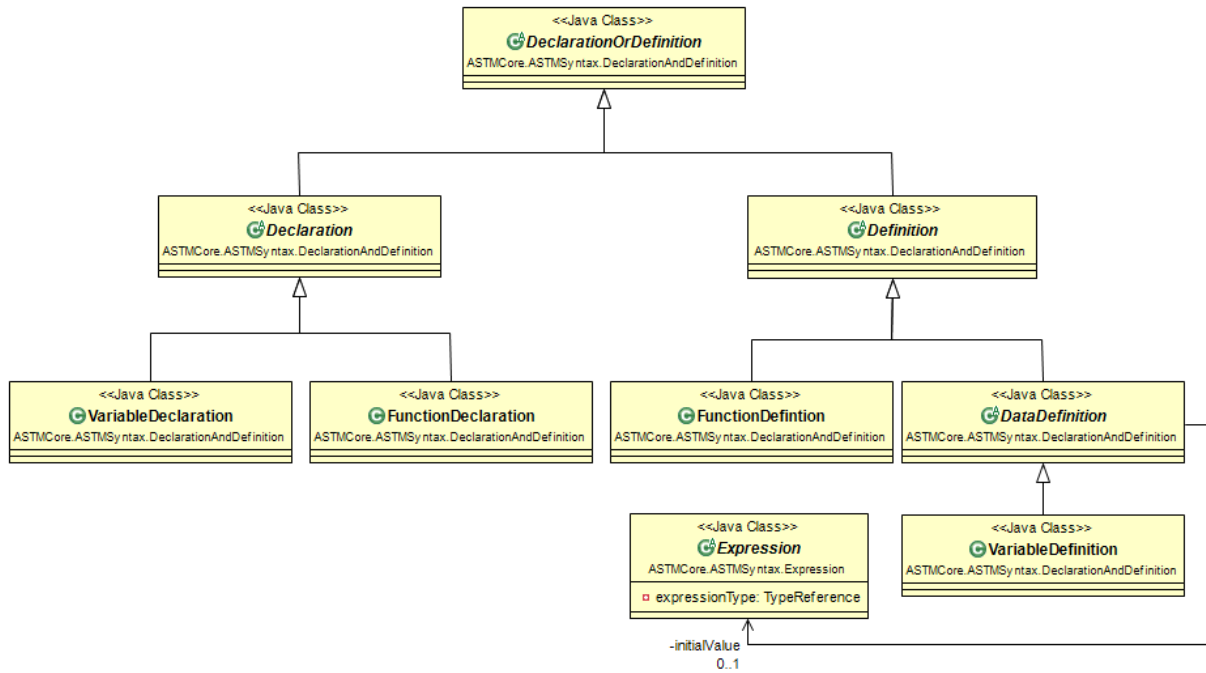 <<Java Class>>
DeclarationOrDefinition
ASTMCore.ASTMSyntax.DeclarationAndDefinition
<<Java Class>>
Declaration
ASTMCore.ASTMSyntax.DeclarationAndDefinition
<<Java Class>>
Definition
ASTMCore.ASTMSyntax.DeclarationAndDefinition
<<Java Class>>
VariableDeclaration
ASTMCore.ASTMSyntax.DeclarationAndDefinition
<<Java Class>>
FunctionDeclaration
ASTMCore.ASTMSyntax.DeclarationAndDefinition
<<Java Class>>
FunctionDefintion
ASTMCore.ASTMSyntax.DeclarationAndDefinition
<<Java Class>>
DataDefinition
ASTMCore.ASTMSyntax.DeclarationAndDefinition
<<Java Class>>
Expression
ASTMCore.ASTMSyntax.Expression
expressionType: TypeReference
<<Java Class>>
VariableDefinition
ASTMCore.ASTMSyntax.DeclarationAndDefinition
-initialValue
0..1